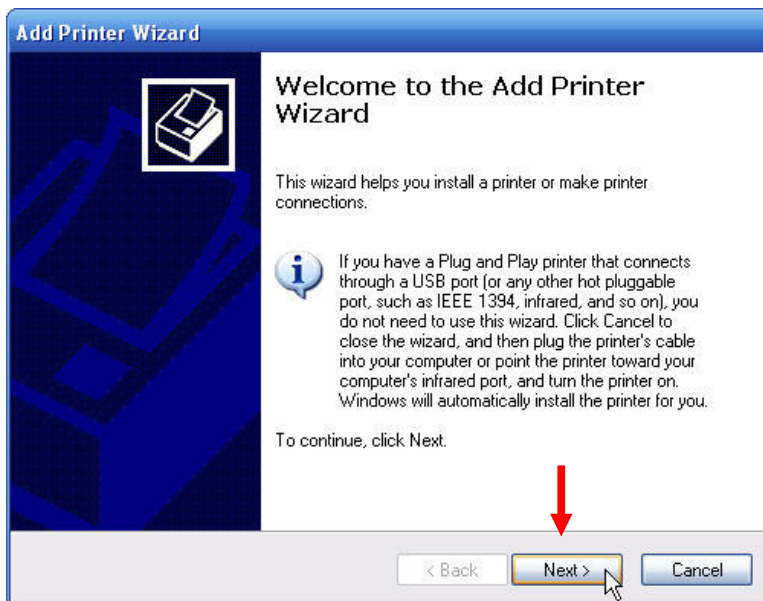 Add Printer Wizard
Welcome to the Add Printer
Wizard
This wizard helps you install a printer or make printer
connections.
If you have a Plug and Play printer that connects
through a USB port (or any other hot pluggable
port, such as IEEE 1394, infrared, and so on), you
do not need to use this wizard. Click Cancel to
close the wizard, and then plug the printer's cable
into your computer or point the printer toward your
computer's infrared port, and turn the printer on.
Windows will automatically install the printer for you.
To continue, click Next.
< Back Next > Cancel